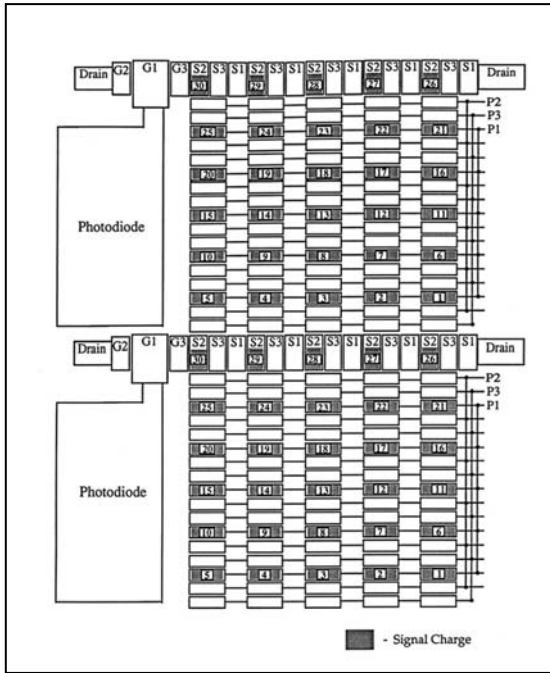 Drain G2 G1 G3 S2 S3 S1 S2 S3 S1 S2 S3 S1 S2 S3 S1 S2 S3 S1 Drain
30 29 28 27 26
P2
P3
25 24 23 22 21 P1
20 19 18 17 16
15 14 13 12 11
Photodiode
10 9 8 7 6
5 4 3 2 1
Drain G2 G1 G3 S2 S3 S1 S2 S3 S1 S2 S3 S1 S2 S3 S1 S2 S3 S1 Drain
30 29 28 27 26
P2
P3
25 24 23 22 21 P1
20 19 18 17 16
15 14 13 12 11
Photodiode
10 9 8 7 6
5 4 3 2 1
- Signal Charge